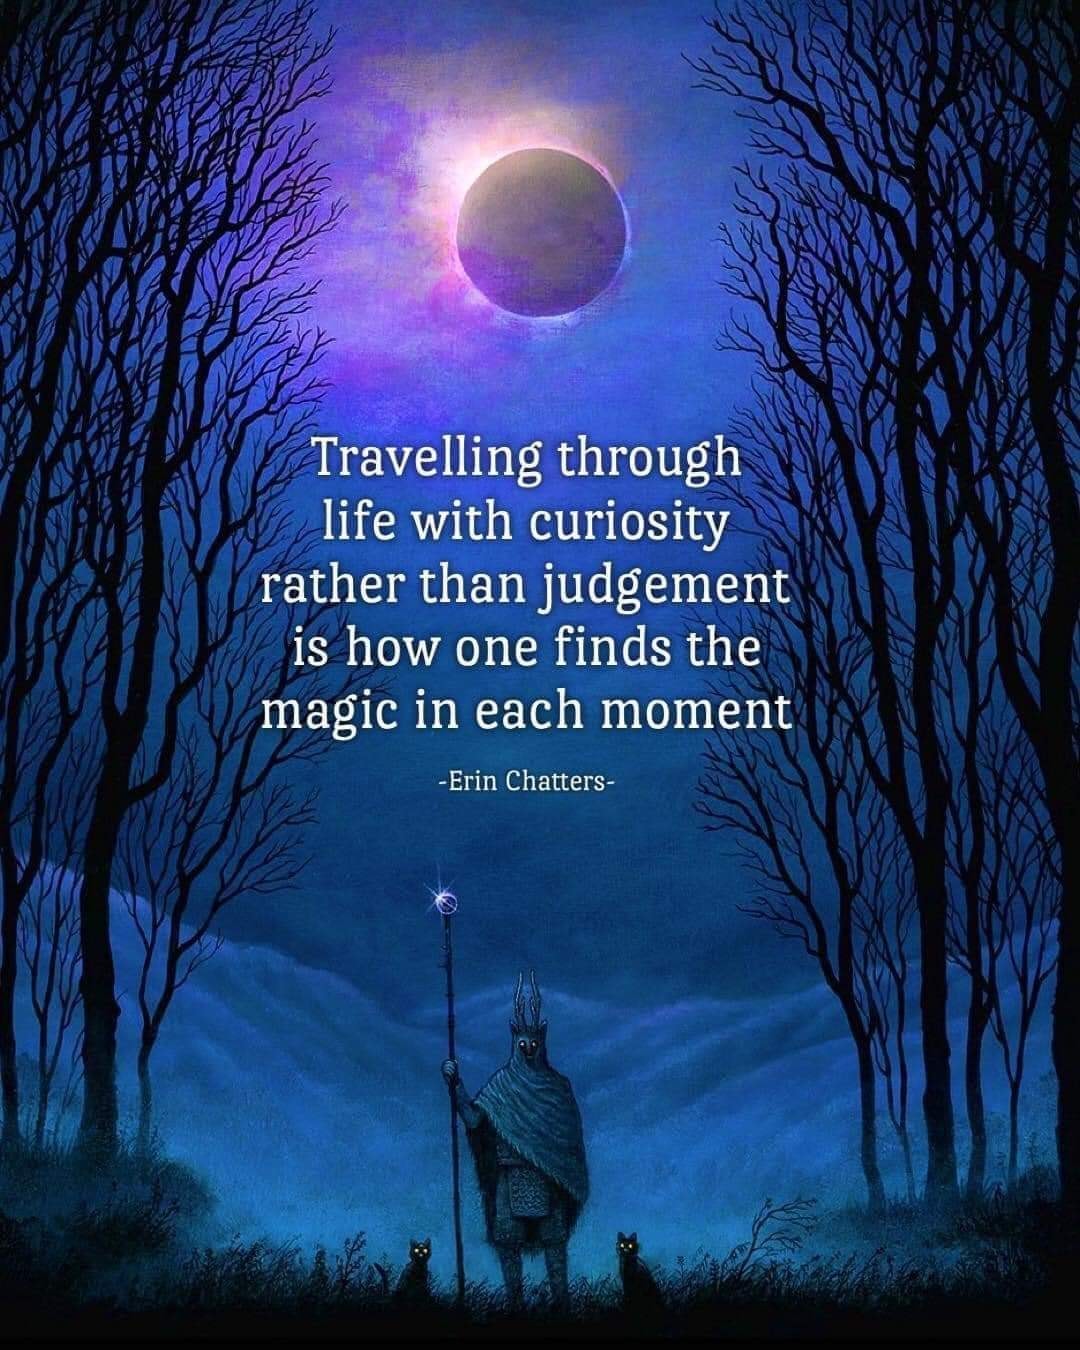 Travelling through
life with curiosity
rather than judgement
is how one finds the
magic in each moment
-Erin Chatters-